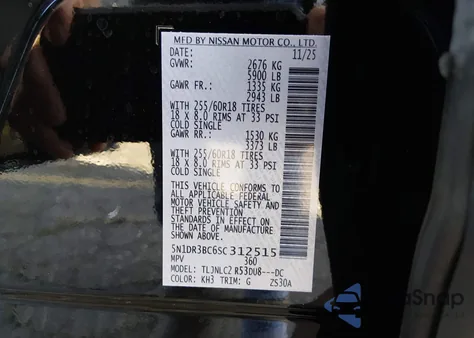 MFD BY NISSAN MOTOR CO., LTD.
DATE: 11/25
GVWR: 2676 KG
5900 LB
GAWR FR.: 1335 KG
2943 LB
WITH 255/60R18 TIRES
18 X 8.0 RIMS AT 33 PSI
COLD SINGLE
GAWR RR.: 1530 KG
3373 LB
WITH 255/60R18 TIRES
18 X 8.0 RIMS AT 33 PSI
COLD SINGLE
THIS VEHICLE CONFORMS TO
ALL APPLICABLE FEDERAL
MOTOR VEHICLE SAFETY AND
THEFT PREVENTION
STANDARDS IN EFFECT ON
THE DATE OF MANUFACTURE
SHOWN ABOVE.
5N1DR3BC6SC312515
MPV 360
MODEL: TLJNLCZ R53DU8---DC
COLOR: KH3 TRIM: G ZS30A